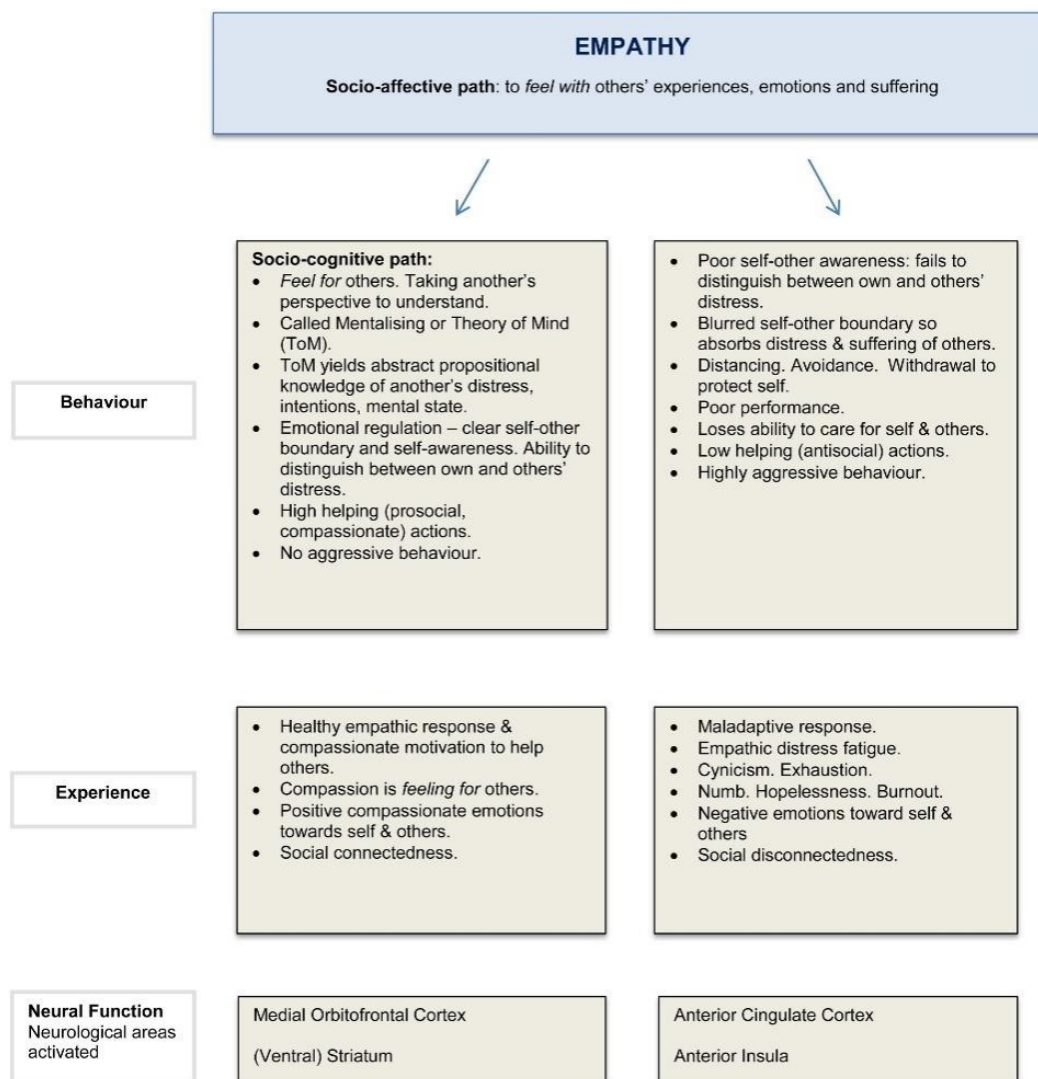 EMPATHY
Socio-affective path: to feel with others' experiences, emotions and suffering
Behaviour
Socio-cognitive path:
• Feel for others. Taking another's
perspective to understand.
• Called Mentalising or Theory of Mind
(ToM).
• ToM yields abstract propositional
knowledge of another's distress,
intentions, mental state.
• Emotional regulation – clear self-other
boundary and self-awareness. Ability to
distinguish between own and others'
distress.
• High helping (prosocial,
compassionate) actions.
• No aggressive behaviour.
• Poor self-other awareness: fails to
distinguish between own and others'
distress.
• Blurred self-other boundary so
absorbs distress & suffering of others.
• Distancing. Avoidance. Withdrawal to
protect self.
• Poor performance.
• Loses ability to care for self & others.
• Low helping (antisocial) actions.
• Highly aggressive behaviour.
Experience
• Healthy empathic response &
compassionate motivation to help
others.
• Compassion is feeling for others.
• Positive compassionate emotions
towards self & others.
• Social connectedness.
• Maladaptive response.
• Empathic distress fatigue.
• Cynicism. Exhaustion.
• Numb. Hopelessness. Burnout.
• Negative emotions toward self &
others
• Social disconnectedness.
Neural Function
Neurological areas
activated
Medial Orbitofrontal Cortex
(Ventral) Striatum
Anterior Cingulate Cortex
Anterior Insula